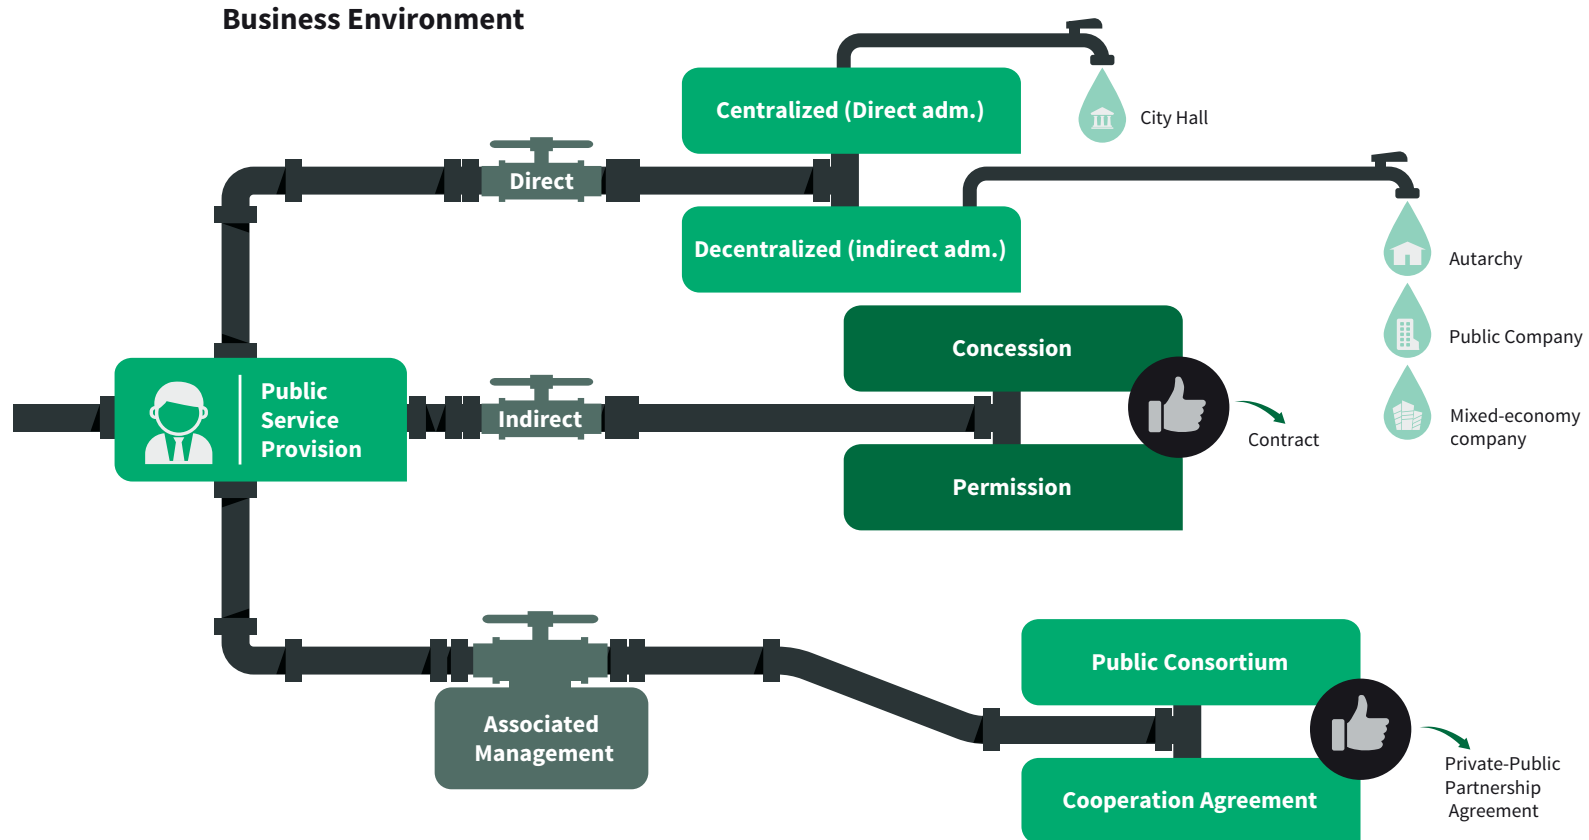 Business Environment
Centralized (Direct adm.)
City Hall
Direct
Decentralized (indirect adm.)
Autarchy
Public Company
Mixed-economy
company
Concession
Public
Service
Provision
Indirect
Contract
Permission
Associated
Management
Public Consortium
Cooperation Agreement
Private-Public
Partnership
Agreement